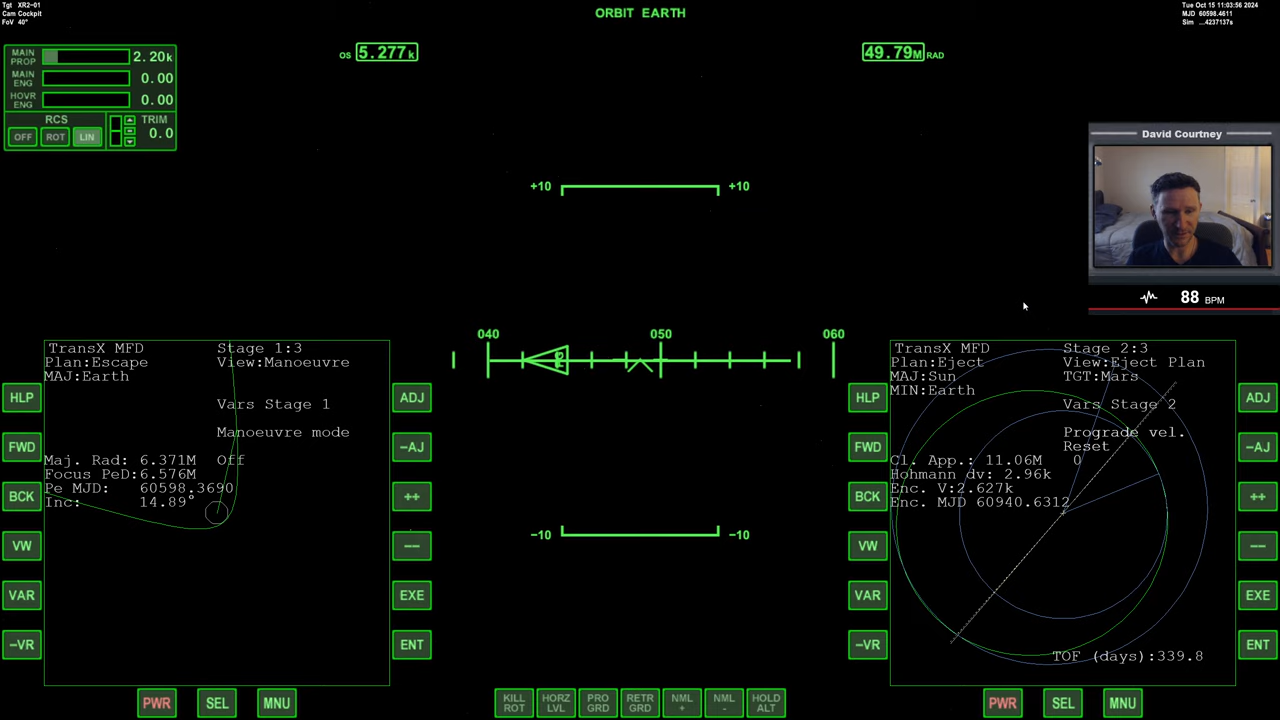 Tgt XR2-01
Cam Cockpit
FoV 40°
ORBIT EARTH
Tue Oct 15 11:03:56 2024
MJD 60598.4611
Sim ...4237137s
MAIN PROP 2.20k
MAIN ENG 0.00
HOVR ENG 0.00
RCS TRIM
OFF ROT LIN 0.0
OS 5.277k
49.79M RAD
David Courtney
88 BPM
+10 +10
040 050 060
-10 -10
TransX MFD Stage 1:3
Plan:Escape View:Manoeuvre
MAJ:Earth
Vars Stage 1
Manoeuvre mode
Maj. Rad: 6.371M Off
Focus PeD:6.576M
Pe MJD: 60598.3690
Inc: 14.89°
HLP
FWD
BCK
VW
VAR
-VR
ADJ
-AJ
++
--
EXE
ENT
PWR SEL MNU
KILL ROT
HORZ LVL
PRO GRD
RETR GRD
NML +
NML -
HOLD ALT
TransX MFD Stage 2:3
Plan:Eject View:Eject Plan
MAJ:Sun TGT:Mars
MIN:Earth
Vars Stage 2
Prograde vel.
Reset
Cl. App.: 11.06M 0
Hohmann dv: 2.96k
Enc. V:2.627k
Enc. MJD 60940.6312
TOF (days):339.8
HLP
FWD
BCK
VW
VAR
-VR
ADJ
-AJ
++
--
EXE
ENT
PWR SEL MNU